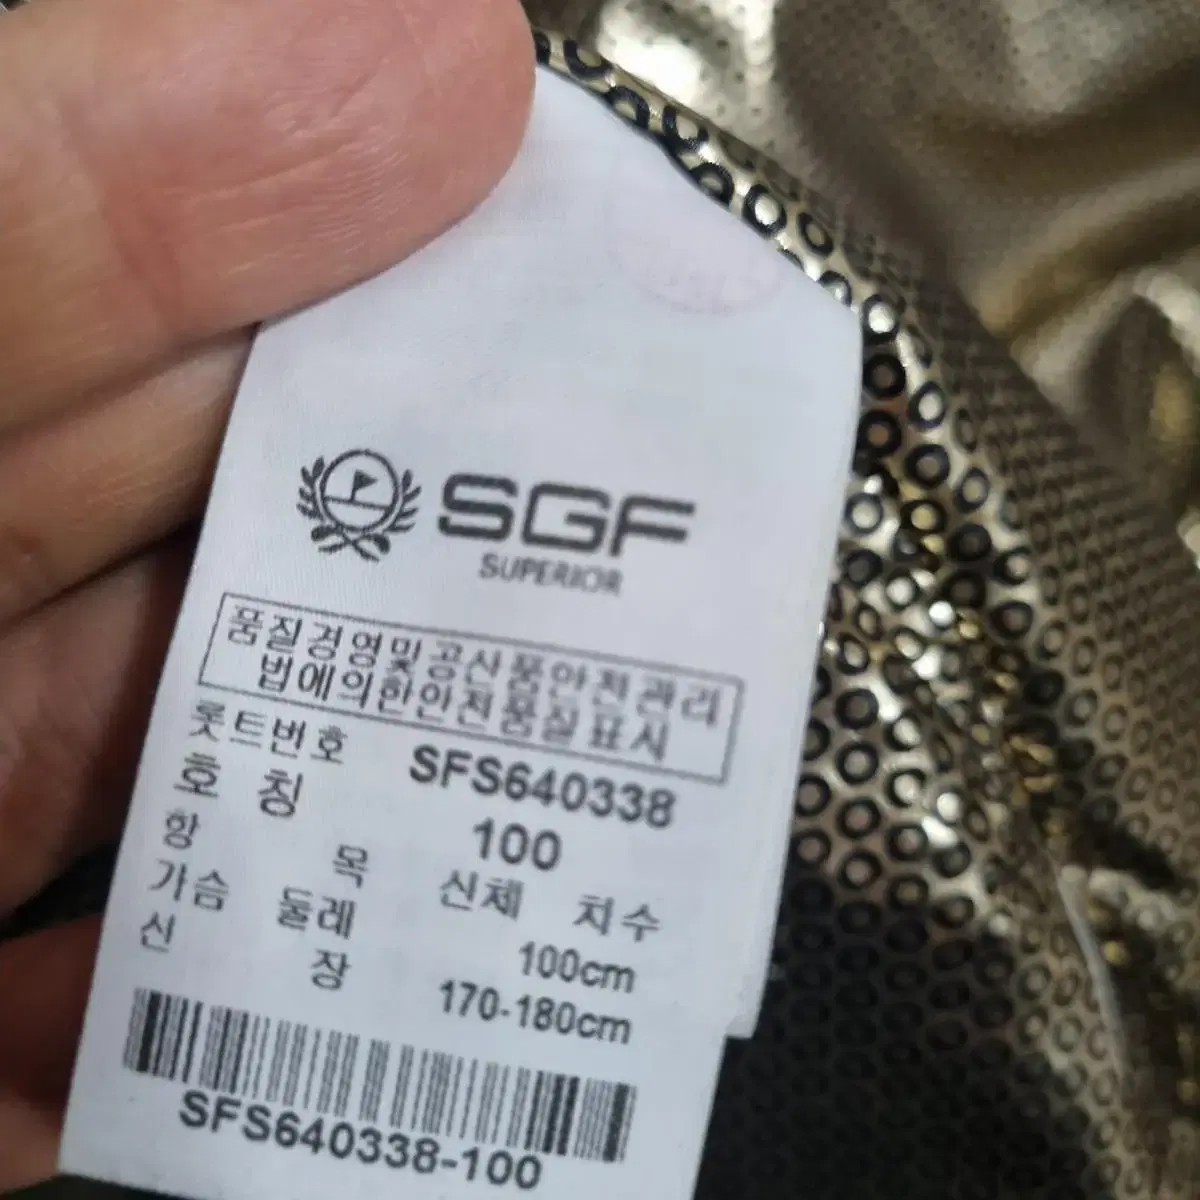 SGF
SUPERIOR
품질경영및공산품안전관리
법에의한안전품질표시
롯트번호 SFS640338
호 칭 100
항 목 신체 치수
가슴 둘레 100cm
신 장 170-180cm
SFS640338-100